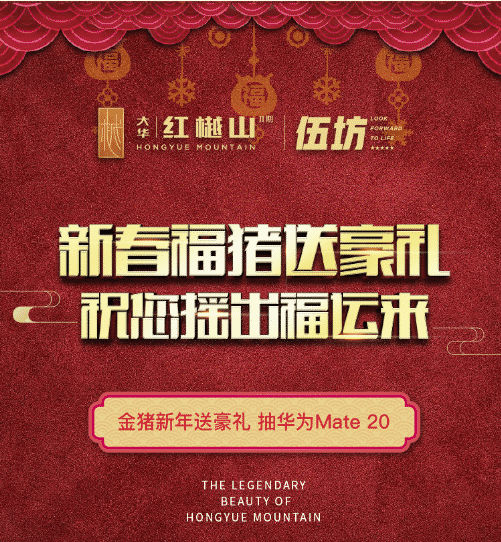 福
福
福
樾
大华
红樾山
II期
HONGYUE MOUNTAIN
伍坊
LOOK
FORWARD
TO LIFE
★★★★★
新春福猪送豪礼
祝您摇出福运来
金猪新年送豪礼 抽华为Mate 20
THE LEGENDARY
BEAUTY OF
HONGYUE MOUNTAIN